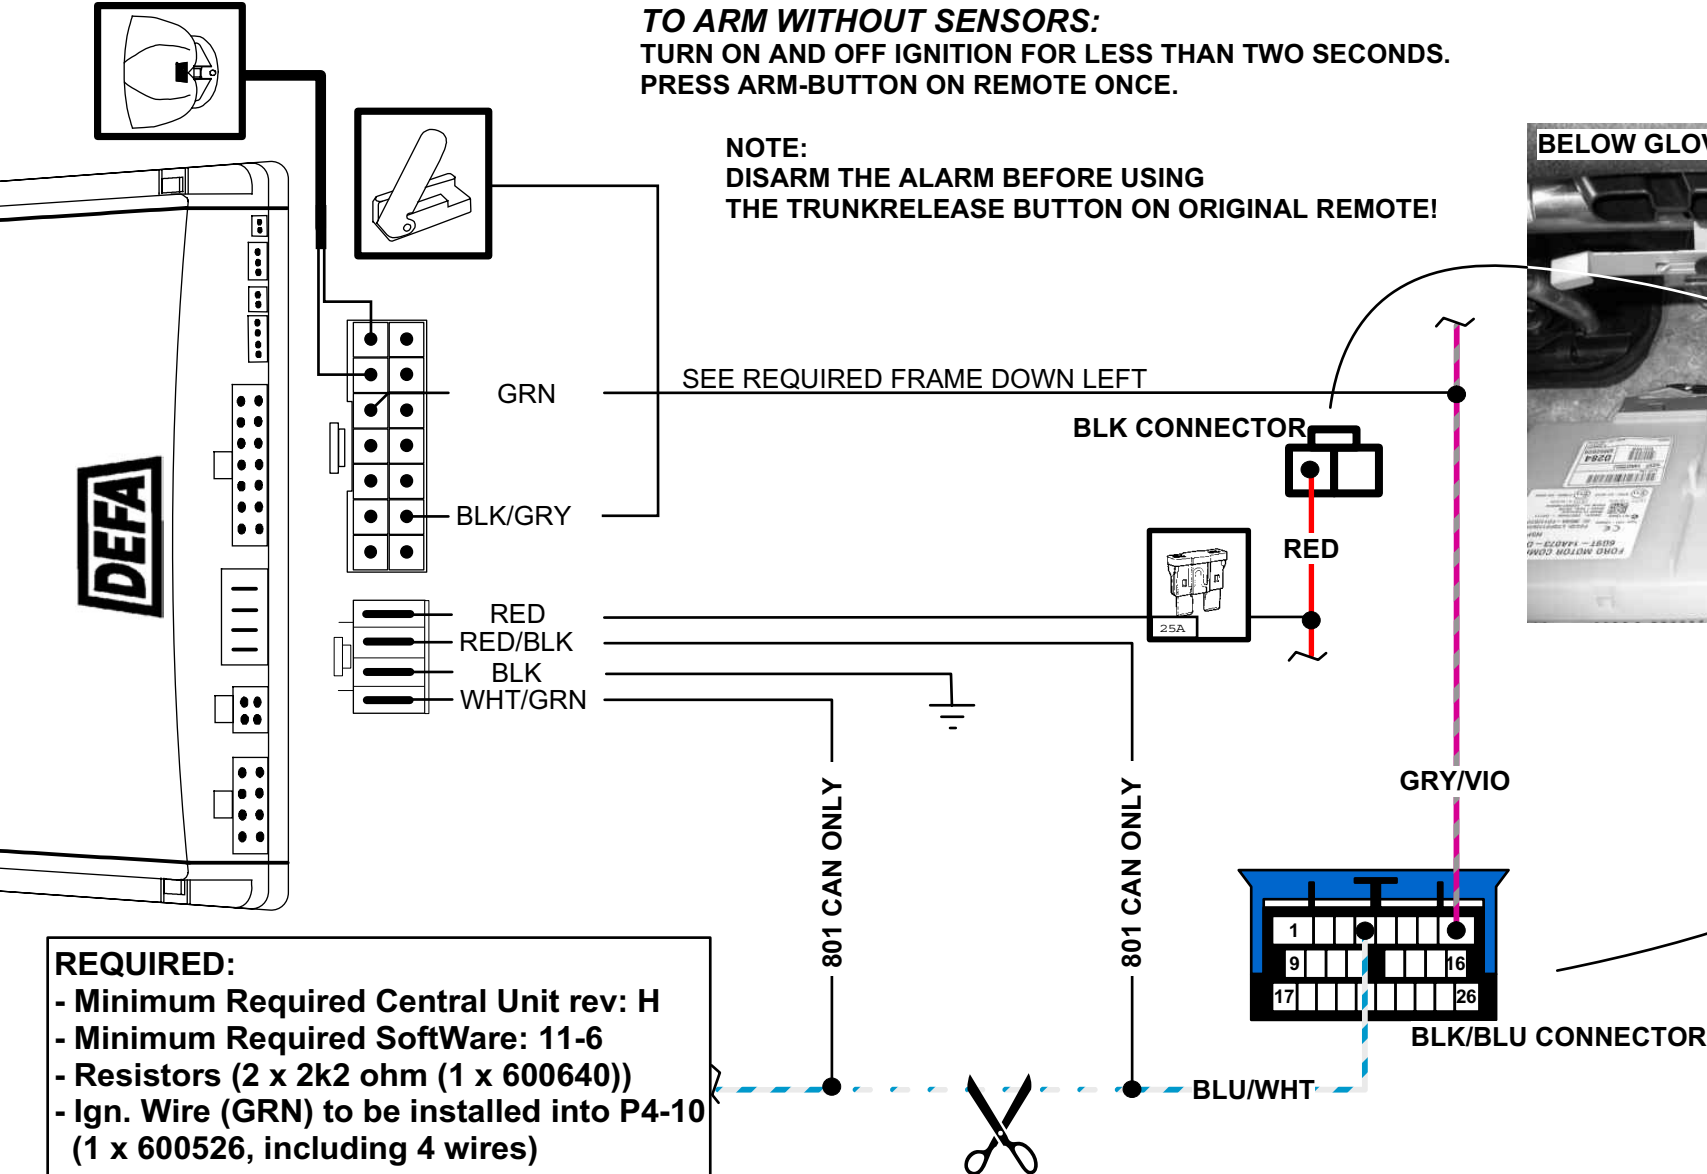 TO ARM WITHOUT SENSORS:
TURN ON AND OFF IGNITION FOR LESS THAN TWO SECONDS.
PRESS ARM-BUTTON ON REMOTE ONCE.
NOTE:
DISARM THE ALARM BEFORE USING
THE TRUNKRELEASE BUTTON ON ORIGINAL REMOTE!
BELOW GLOV
GRN
SEE REQUIRED FRAME DOWN LEFT
BLK CONNECTOR
DEFA
BLK/GRY
RED
25A
RED
RED/BLK
BLK
WHT/GRN
801 CAN ONLY
801 CAN ONLY
GRY/VIO
1
9
16
17
26
BLK/BLU CONNECTOR
BLU/WHT
REQUIRED:
- Minimum Required Central Unit rev: H
- Minimum Required SoftWare: 11-6
- Resistors (2 x 2k2 ohm (1 x 600640))
- Ign. Wire (GRN) to be installed into P4-10
(1 x 600526, including 4 wires)
0284
FORD MOTOR COM